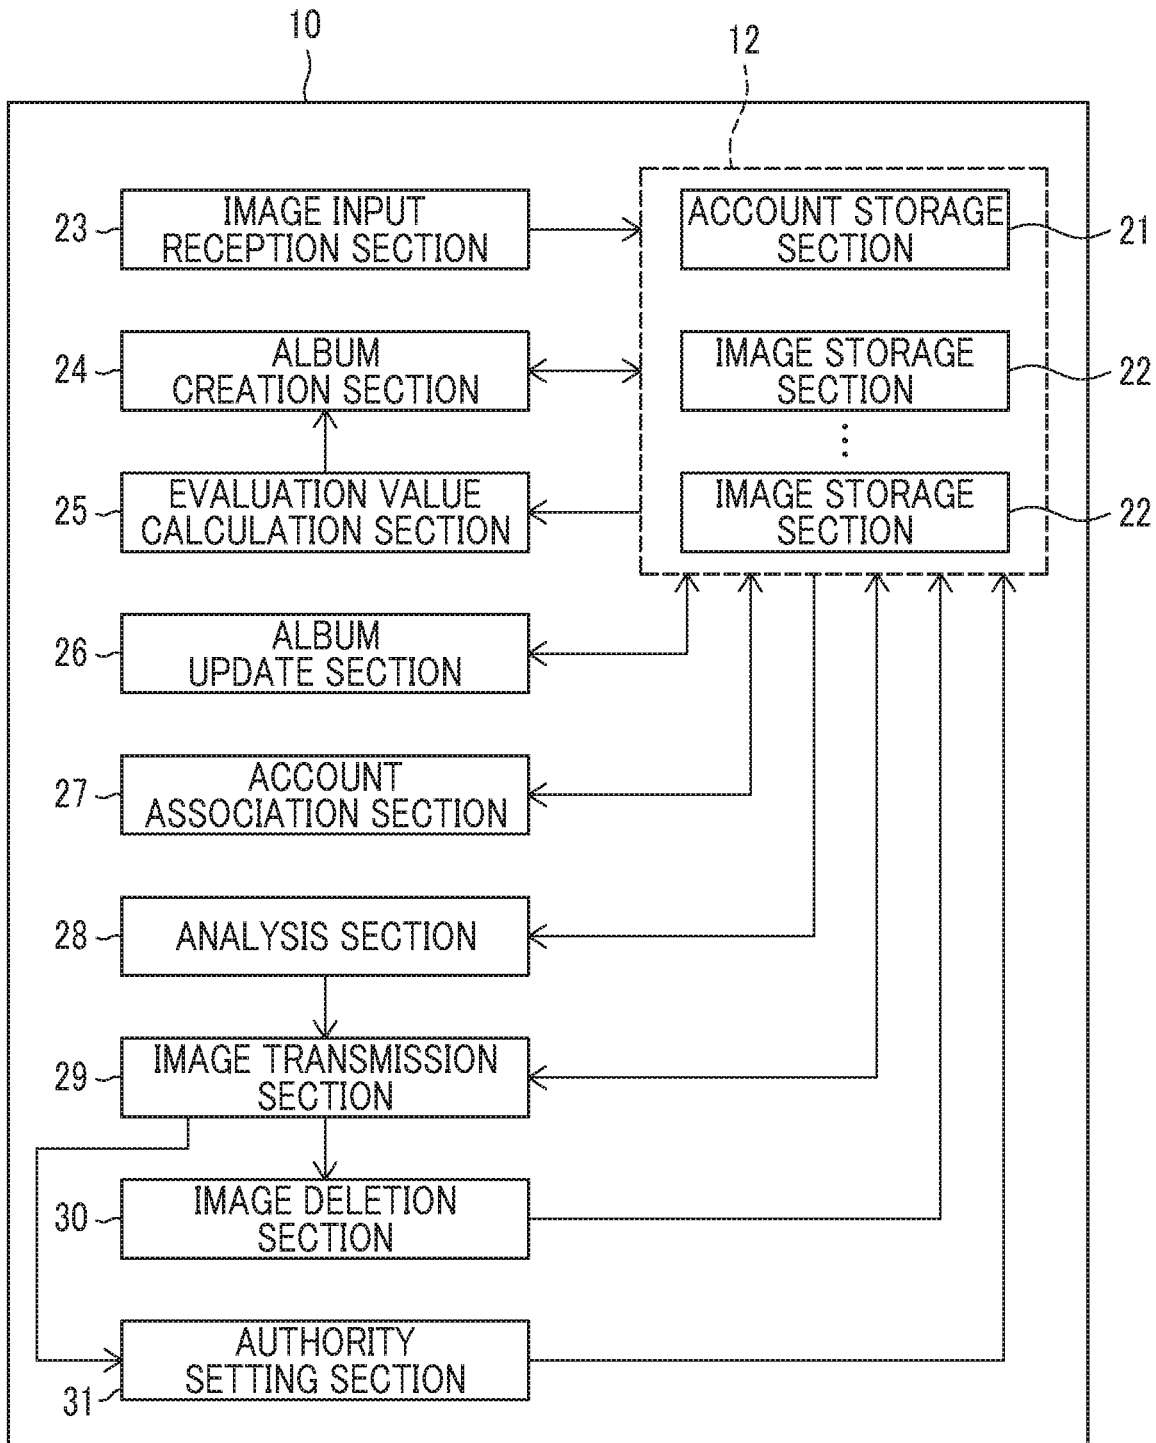 10
12
IMAGE INPUT
RECEPTION SECTION
23
ACCOUNT STORAGE
SECTION
21
ALBUM
CREATION SECTION
24
IMAGE STORAGE
SECTION
22
EVALUATION VALUE
CALCULATION SECTION
25
IMAGE STORAGE
SECTION
22
ALBUM
UPDATE SECTION
26
ACCOUNT
ASSOCIATION SECTION
27
ANALYSIS SECTION
28
IMAGE TRANSMISSION
SECTION
29
IMAGE DELETION
SECTION
30
AUTHORITY
SETTING SECTION
31